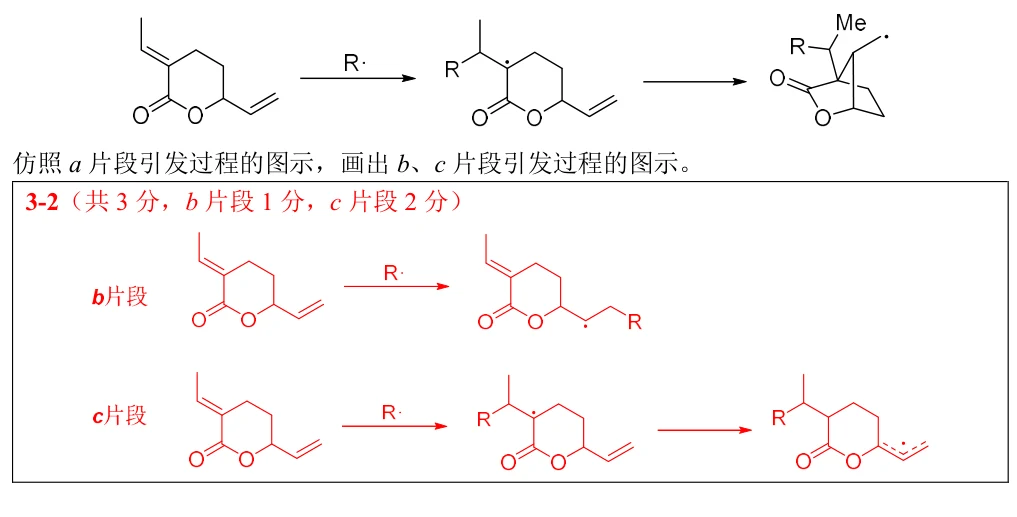 R·
R
O
O
Me
R
O
O
仿照 a 片段引发过程的图示，画出 b、c 片段引发过程的图示。
3-2（共 3 分，b 片段 1 分，c 片段 2 分）
b片段
O
O
R·
O
O
R
c片段
O
O
R·
R
O
O
R
O
O